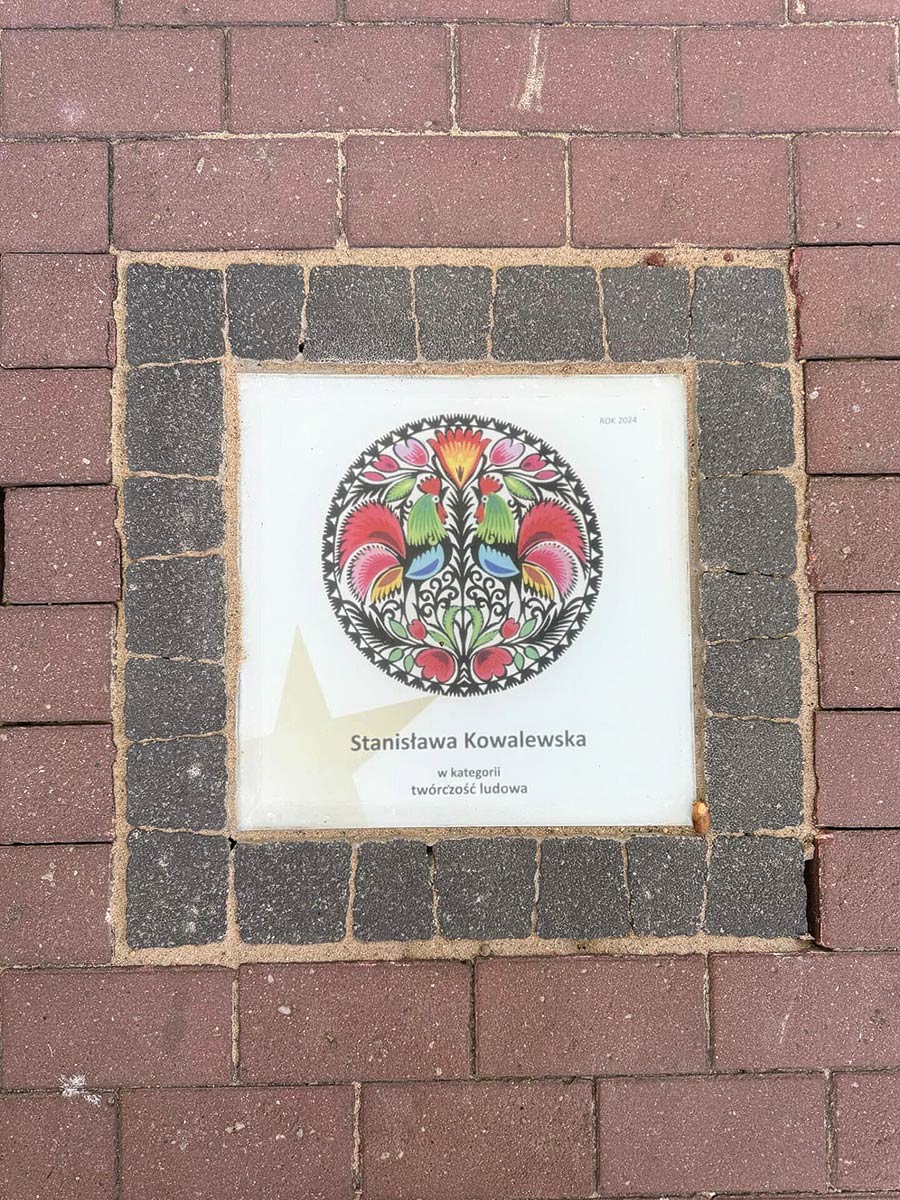 ROK 2024
Stanisława Kowalewska
w kategorii
twórczość ludowa